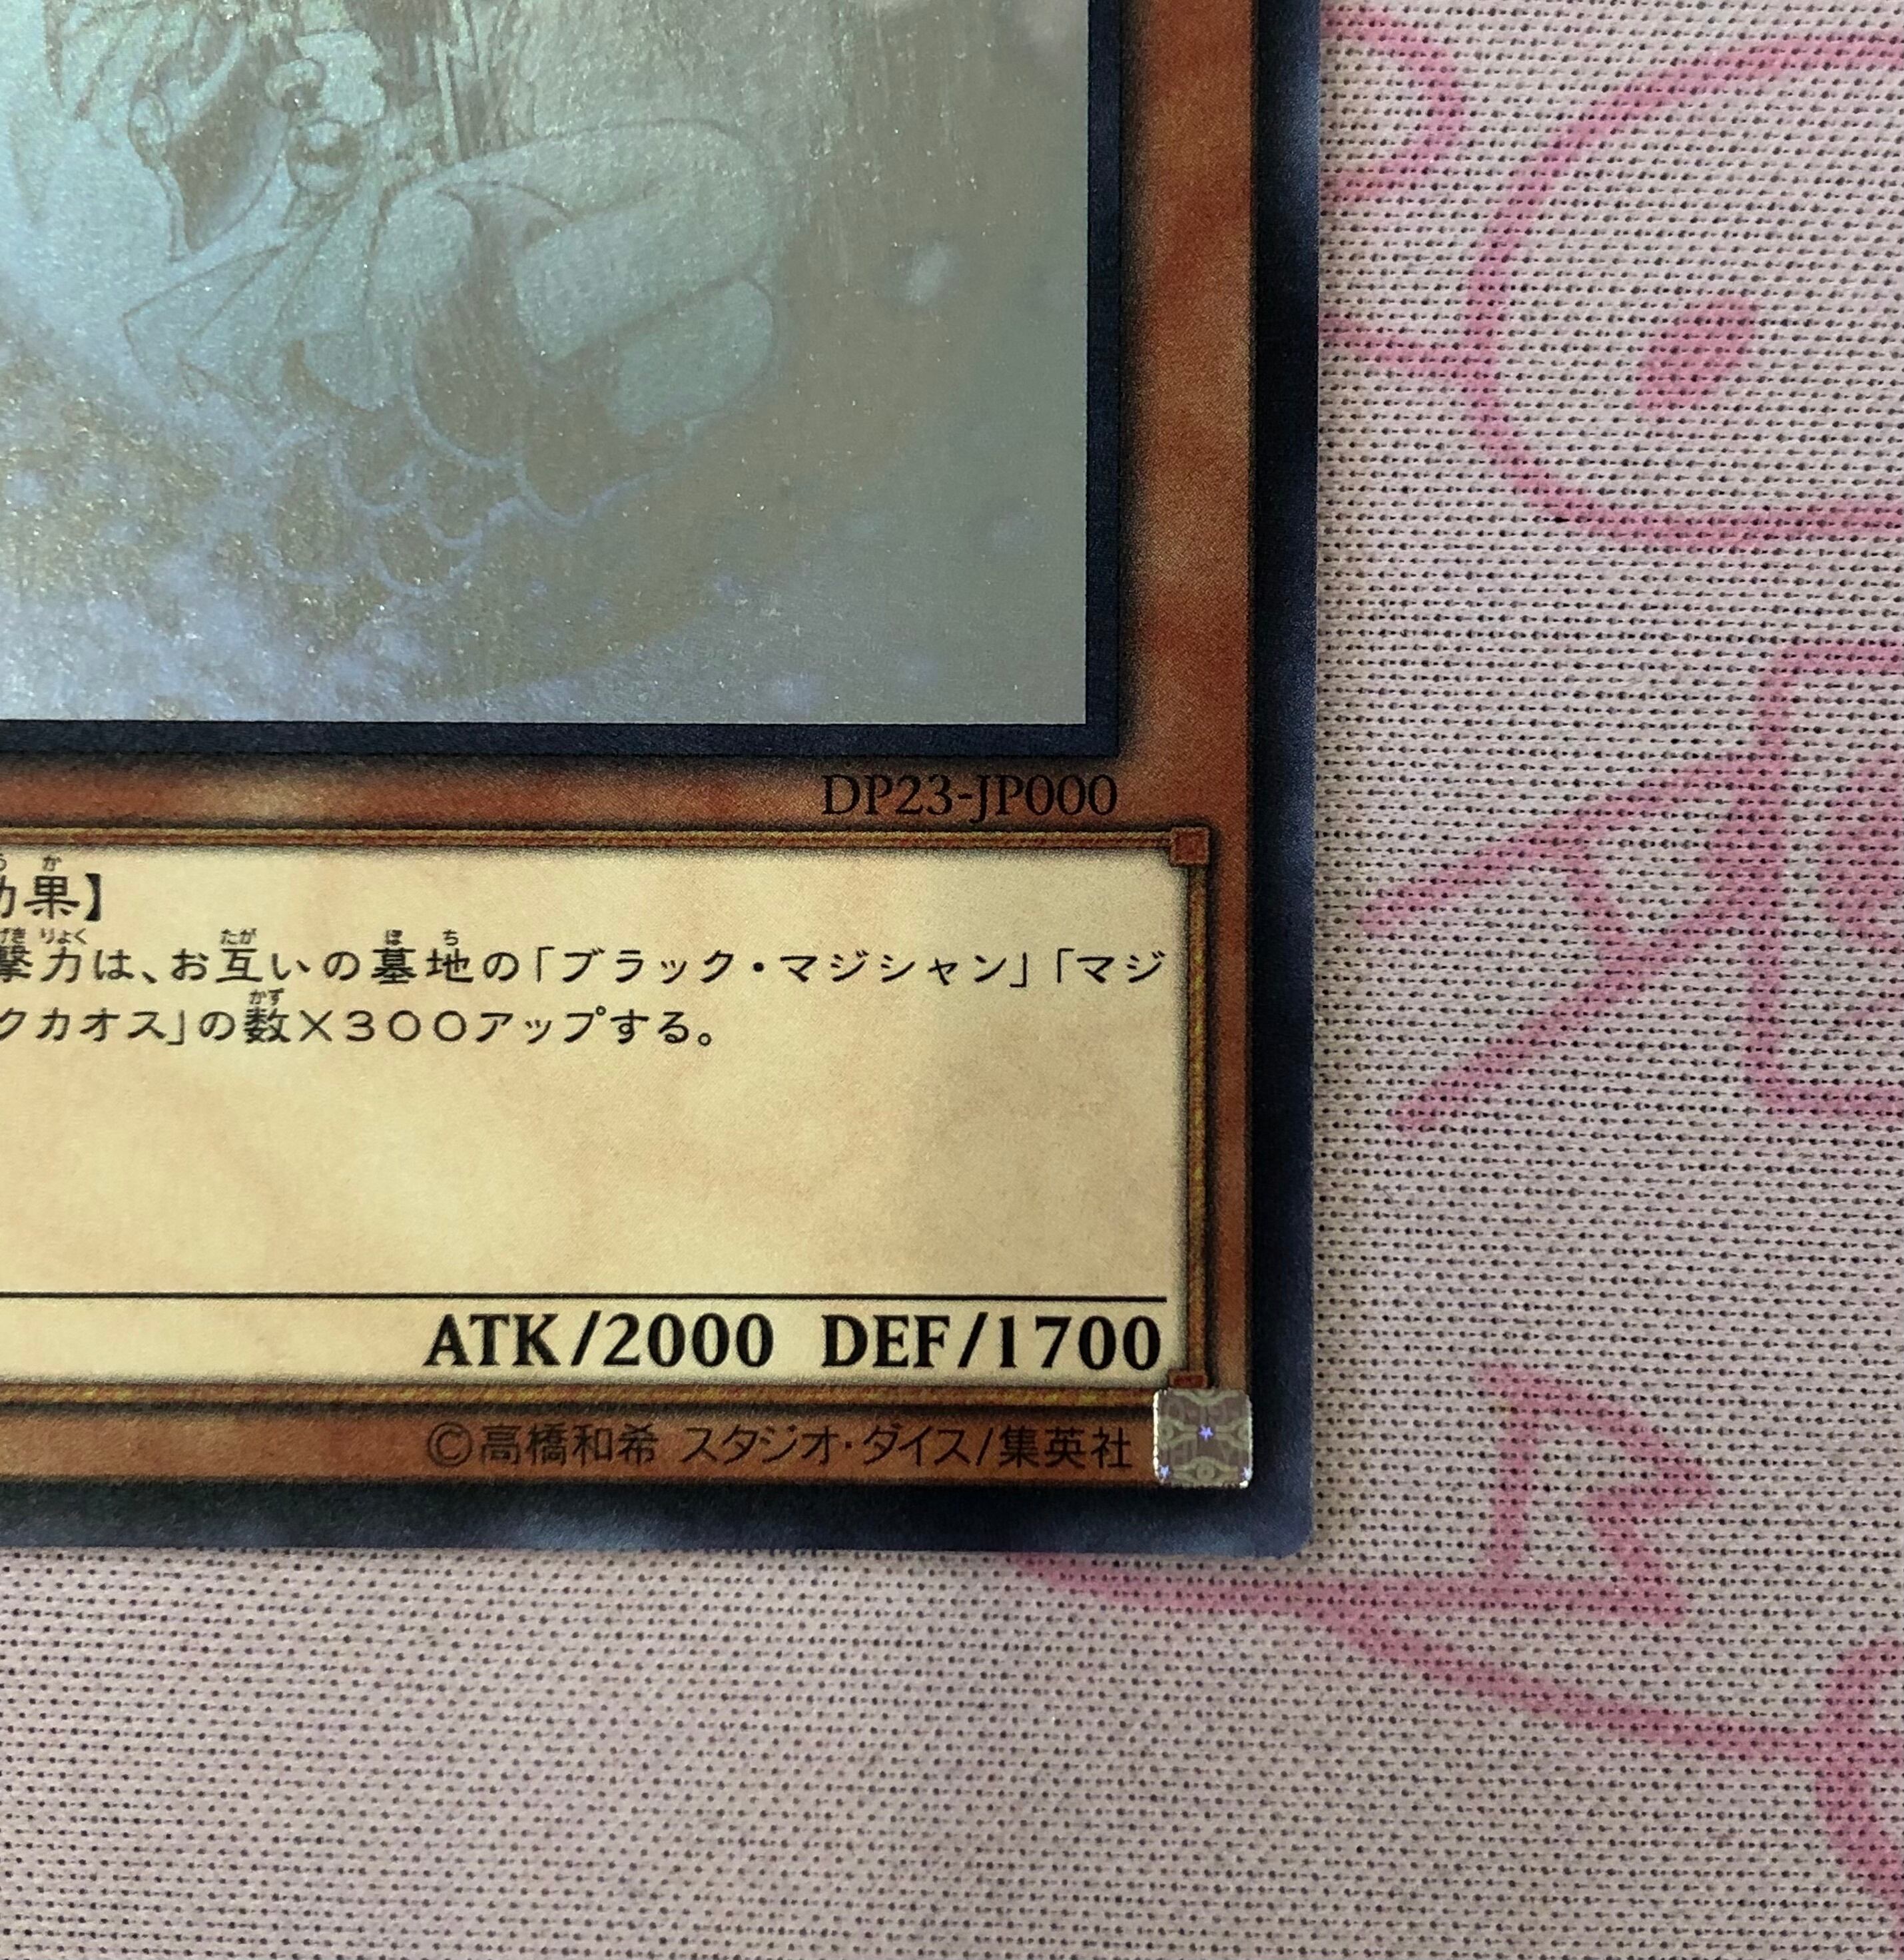 DP23-JP000
果】
撃力は、お互いの墓地の「ブラック・マジシャン」「マジ
クカオス」の数×300アップする。
ATK/2000 DEF/1700
©高橋和希 スタジオ・ダイス/集英社